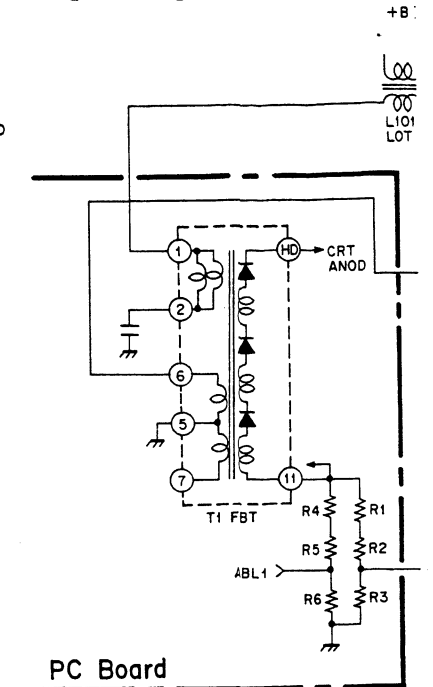 +B
L101
LOT
1
HD
CRT
ANOD
2
6
5
7
11
T1 FBT
R4
R1
R5
R2
ABL1
R6
R3
PC Board